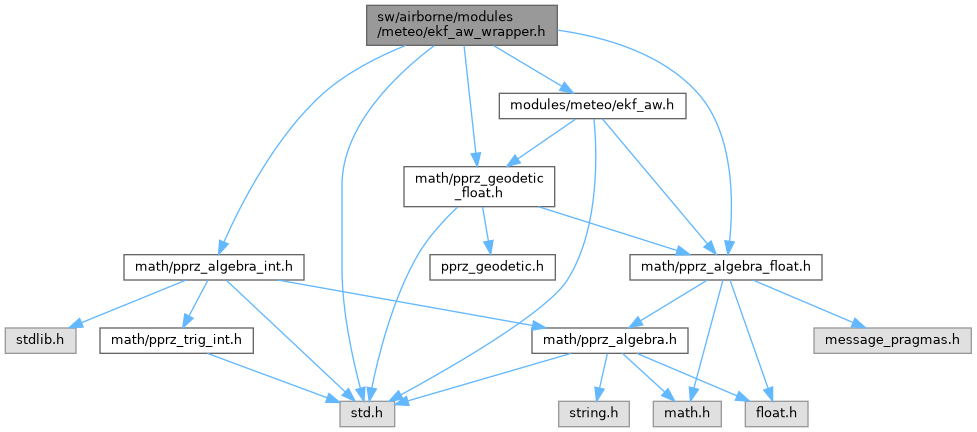 sw/airborne/modules
/meteo/ekf_aw_wrapper.h
modules/meteo/ekf_aw.h
math/pprz_geodetic
_float.h
math/pprz_algebra_int.h
pprz_geodetic.h
math/pprz_algebra_float.h
stdlib.h
math/pprz_trig_int.h
math/pprz_algebra.h
message_pragmas.h
std.h
string.h
math.h
float.h